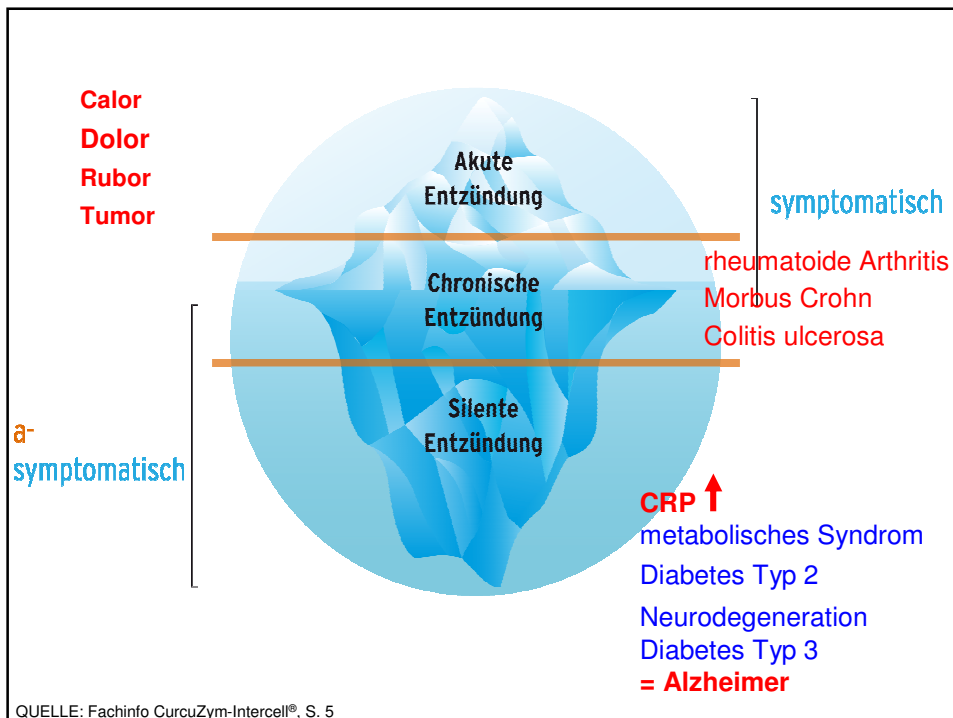 Calor
Dolor
Rubor
Tumor
Akute
Entzündung
symptomatisch
Chronische
Entzündung
rheumatoide Arthritis
Morbus Crohn
Colitis ulcerosa
Silente
Entzündung
a-
symptomatisch
CRP
metabolisches Syndrom
Diabetes Typ 2
Neurodegeneration
Diabetes Typ 3
= Alzheimer
QUELLE: Fachinfo CurcuZym-Intercell®, S. 5